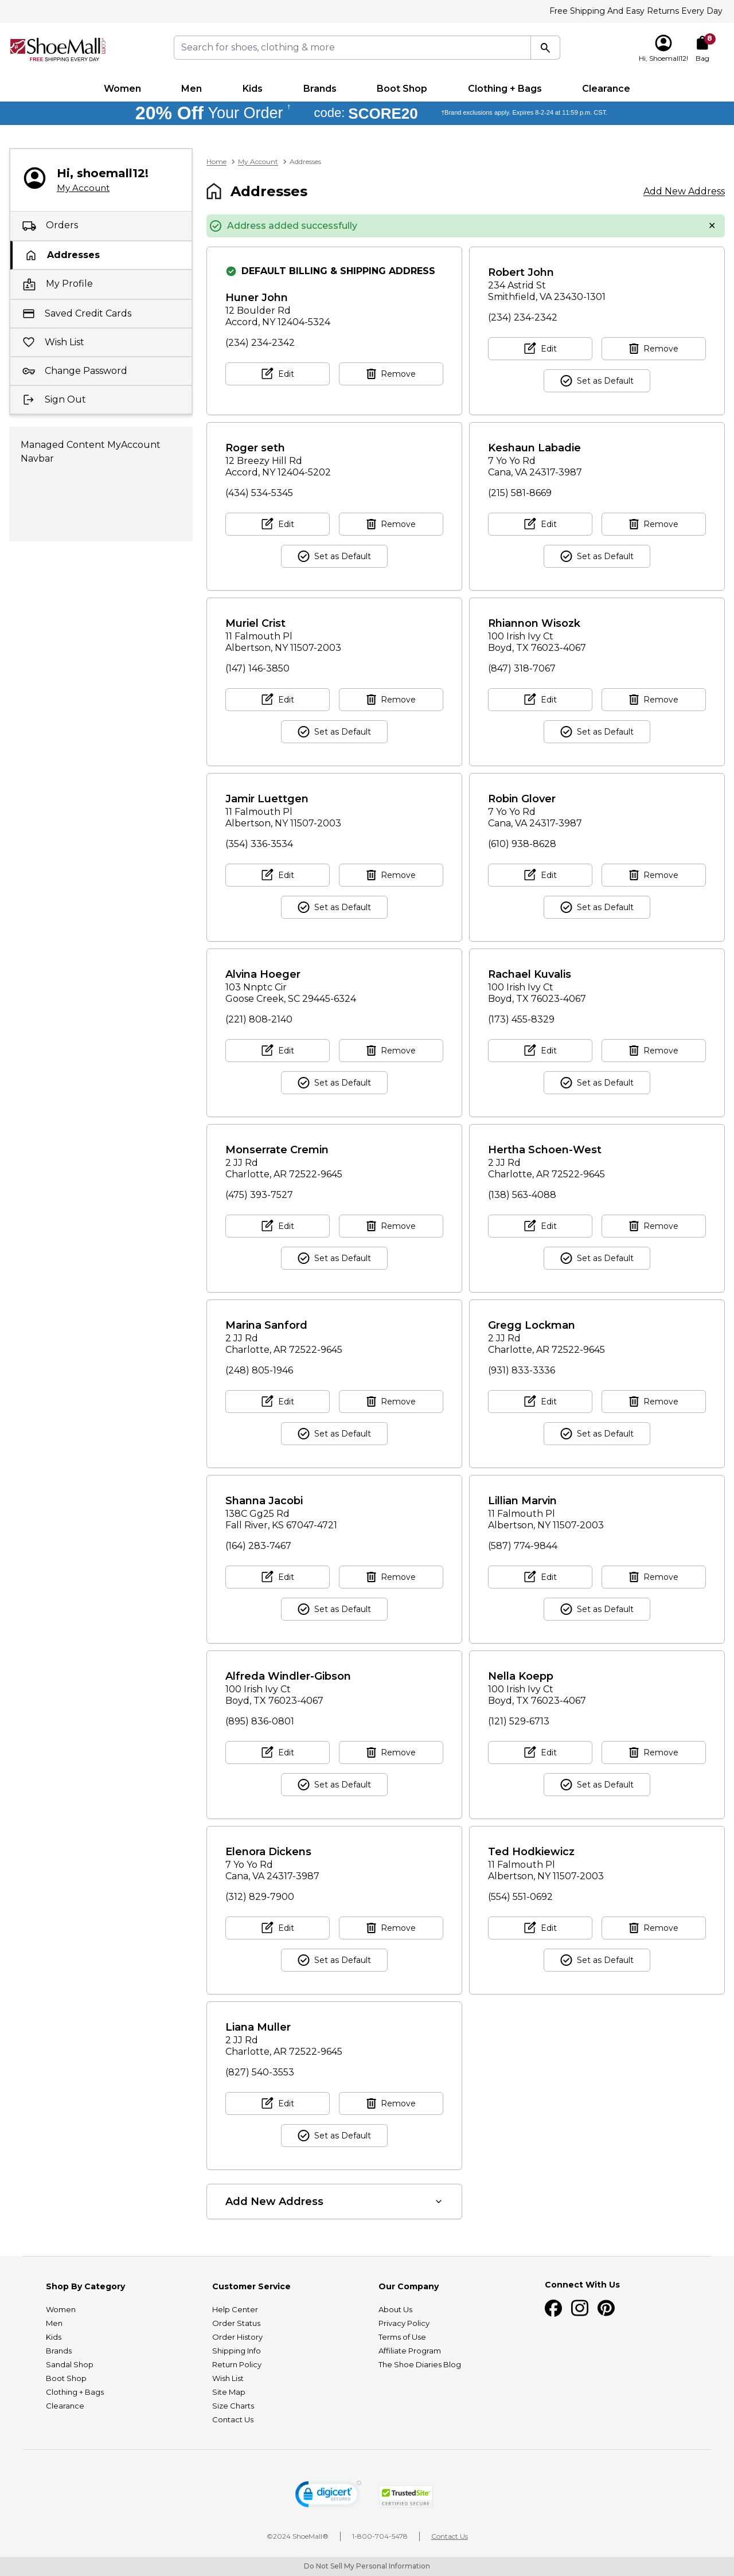 Free Shipping And Easy Returns Every Day
ShoeMall.com
FREE SHIPPING EVERY DAY
Search for shoes, clothing & more
Hi, Shoemall12!
8
Bag
Women Men Kids Brands Boot Shop Clothing + Bags Clearance
20% Off Your Order † code: SCORE20 †Brand exclusions apply. Expires 8-2-24 at 11:59 p.m. CST.
Hi, shoemall12!
My Account
Orders
Addresses
My Profile
Saved Credit Cards
Wish List
Change Password
Sign Out
Managed Content MyAccount
Navbar
Home > My Account > Addresses
Addresses
Add New Address
Address added successfully
DEFAULT BILLING & SHIPPING ADDRESS
Huner John
12 Boulder Rd
Accord, NY 12404-5324
(234) 234-2342
Edit Remove
Robert John
234 Astrid St
Smithfield, VA 23430-1301
(234) 234-2342
Edit Remove
Set as Default
Roger seth
12 Breezy Hill Rd
Accord, NY 12404-5202
(434) 534-5345
Edit Remove
Set as Default
Keshaun Labadie
7 Yo Yo Rd
Cana, VA 24317-3987
(215) 581-8669
Edit Remove
Set as Default
Muriel Crist
11 Falmouth Pl
Albertson, NY 11507-2003
(147) 146-3850
Edit Remove
Set as Default
Rhiannon Wisozk
100 Irish Ivy Ct
Boyd, TX 76023-4067
(847) 318-7067
Edit Remove
Set as Default
Jamir Luettgen
11 Falmouth Pl
Albertson, NY 11507-2003
(354) 336-3534
Edit Remove
Set as Default
Robin Glover
7 Yo Yo Rd
Cana, VA 24317-3987
(610) 938-8628
Edit Remove
Set as Default
Alvina Hoeger
103 Nnptc Cir
Goose Creek, SC 29445-6324
(221) 808-2140
Edit Remove
Set as Default
Rachael Kuvalis
100 Irish Ivy Ct
Boyd, TX 76023-4067
(173) 455-8329
Edit Remove
Set as Default
Monserrate Cremin
2 JJ Rd
Charlotte, AR 72522-9645
(475) 393-7527
Edit Remove
Set as Default
Hertha Schoen-West
2 JJ Rd
Charlotte, AR 72522-9645
(138) 563-4088
Edit Remove
Set as Default
Marina Sanford
2 JJ Rd
Charlotte, AR 72522-9645
(248) 805-1946
Edit Remove
Set as Default
Gregg Lockman
2 JJ Rd
Charlotte, AR 72522-9645
(931) 833-3336
Edit Remove
Set as Default
Shanna Jacobi
138C Gg25 Rd
Fall River, KS 67047-4721
(164) 283-7467
Edit Remove
Set as Default
Lillian Marvin
11 Falmouth Pl
Albertson, NY 11507-2003
(587) 774-9844
Edit Remove
Set as Default
Alfreda Windler-Gibson
100 Irish Ivy Ct
Boyd, TX 76023-4067
(895) 836-0801
Edit Remove
Set as Default
Nella Koepp
100 Irish Ivy Ct
Boyd, TX 76023-4067
(121) 529-6713
Edit Remove
Set as Default
Elenora Dickens
7 Yo Yo Rd
Cana, VA 24317-3987
(312) 829-7900
Edit Remove
Set as Default
Ted Hodkiewicz
11 Falmouth Pl
Albertson, NY 11507-2003
(554) 551-0692
Edit Remove
Set as Default
Liana Muller
2 JJ Rd
Charlotte, AR 72522-9645
(827) 540-3553
Edit Remove
Set as Default
Add New Address
Shop By Category
Women
Men
Kids
Brands
Sandal Shop
Boot Shop
Clothing + Bags
Clearance
Customer Service
Help Center
Order Status
Order History
Shipping Info
Return Policy
Wish List
Site Map
Size Charts
Contact Us
Our Company
About Us
Privacy Policy
Terms of Use
Affiliate Program
The Shoe Diaries Blog
Connect With Us
digicert
SECURED
TrustedSite
CERTIFIED SECURE
©2024 ShoeMall® | 1-800-704-5478 | Contact Us
Do Not Sell My Personal Information